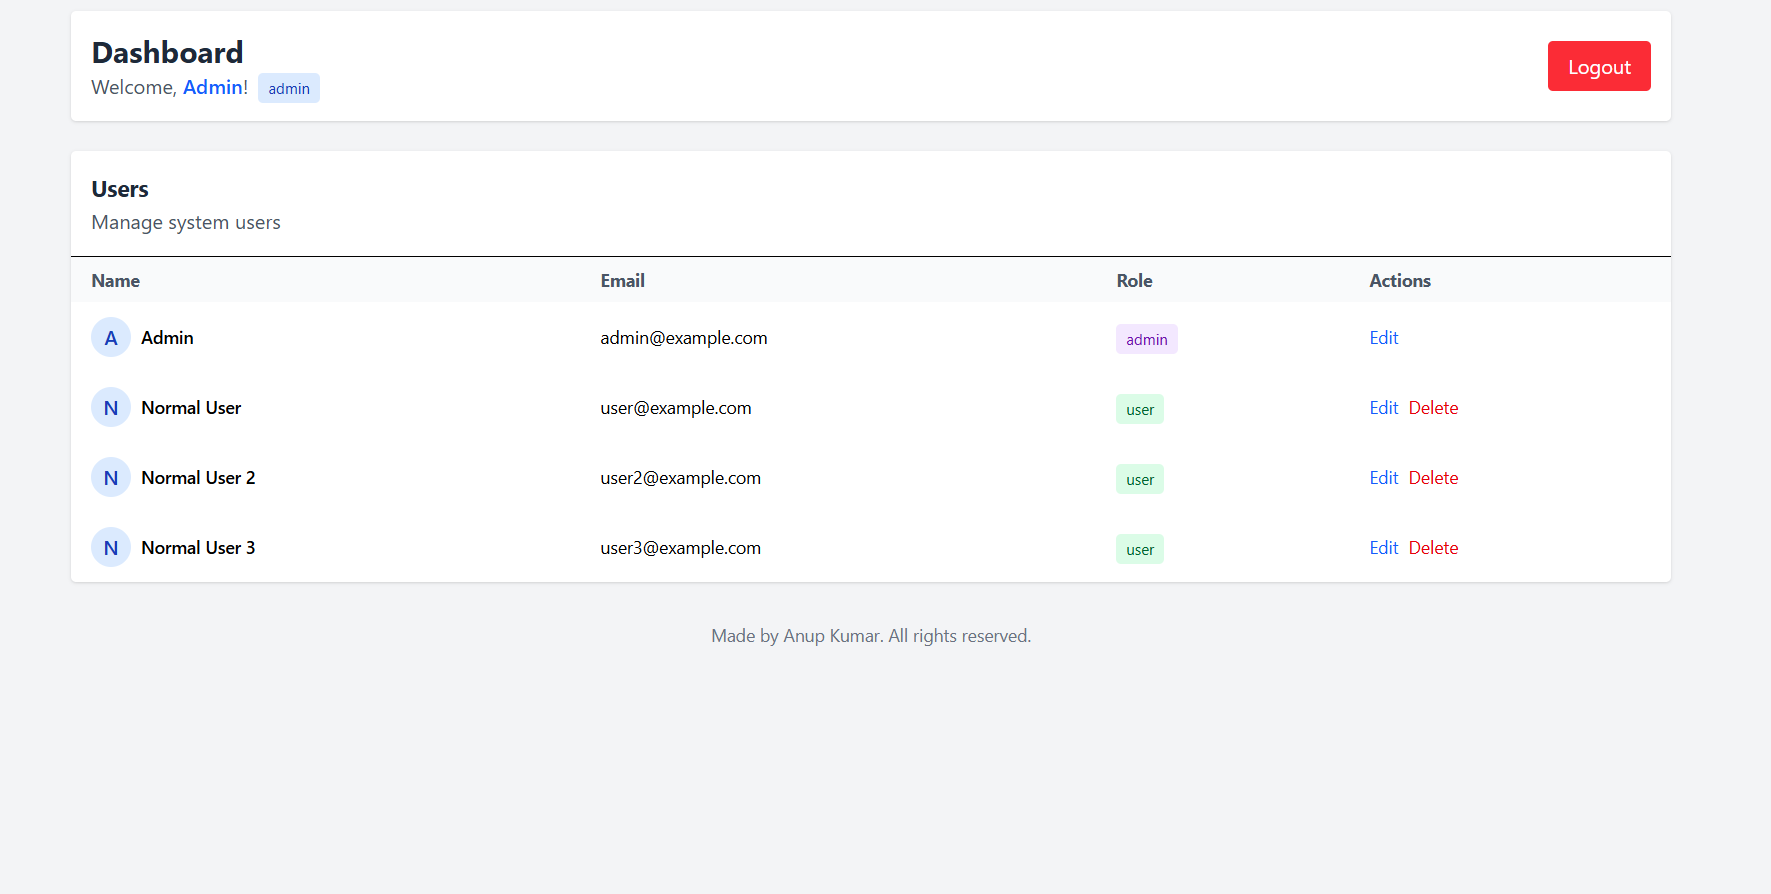 Dashboard
Welcome, Admin! admin
Logout
Users
Manage system users
Name Email Role Actions
A Admin admin@example.com admin Edit
N Normal User user@example.com user Edit Delete
N Normal User 2 user2@example.com user Edit Delete
N Normal User 3 user3@example.com user Edit Delete
Made by Anup Kumar. All rights reserved.